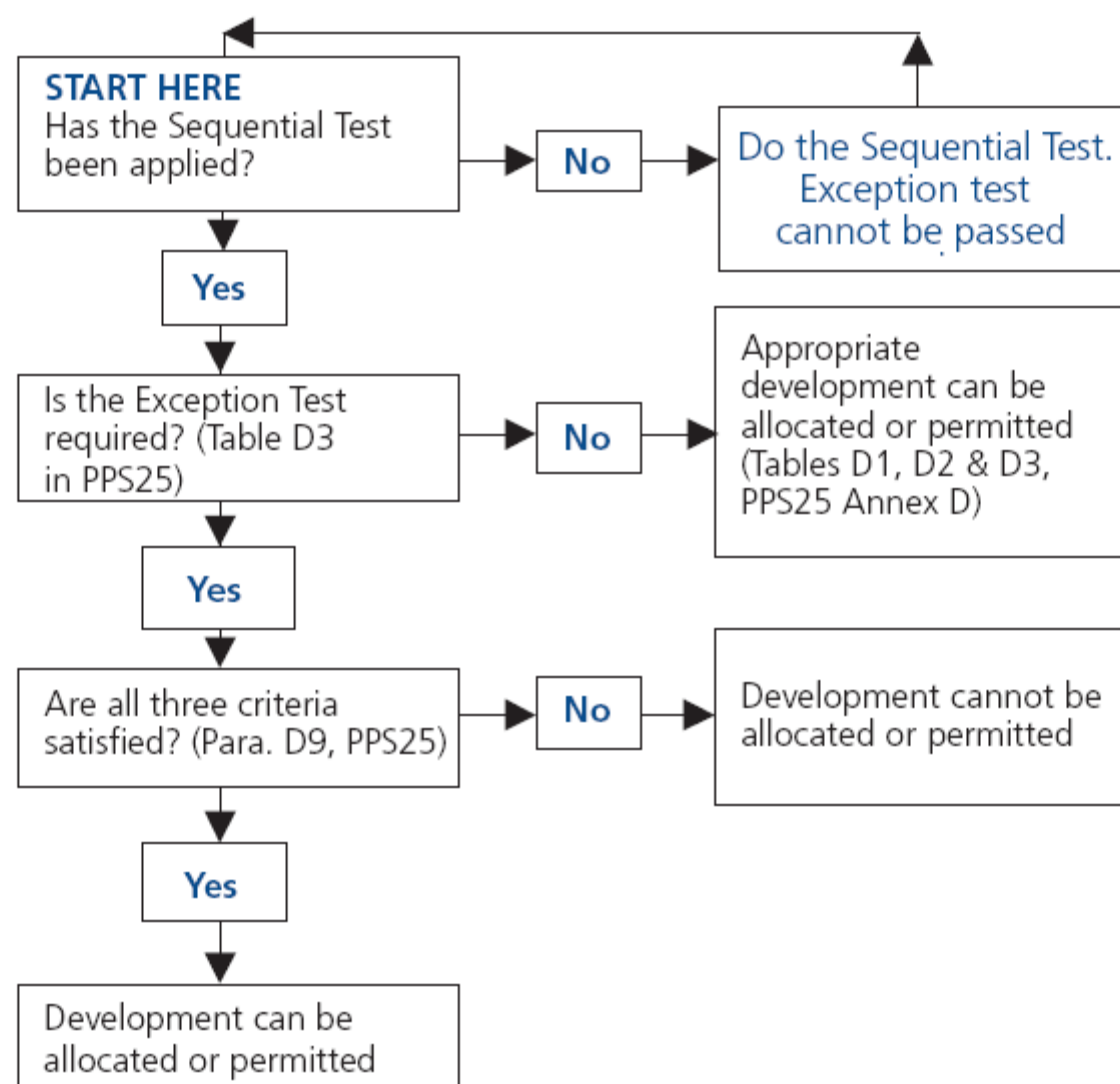 START HERE
Has the Sequential Test
been applied?
No
Do the Sequential Test.
Exception test
cannot be passed
Yes
Is the Exception Test
required? (Table D3
in PPS25)
No
Appropriate
development can be
allocated or permitted
(Tables D1, D2 & D3,
PPS25 Annex D)
Yes
Are all three criteria
satisfied? (Para. D9, PPS25)
No
Development cannot be
allocated or permitted
Yes
Development can be
allocated or permitted